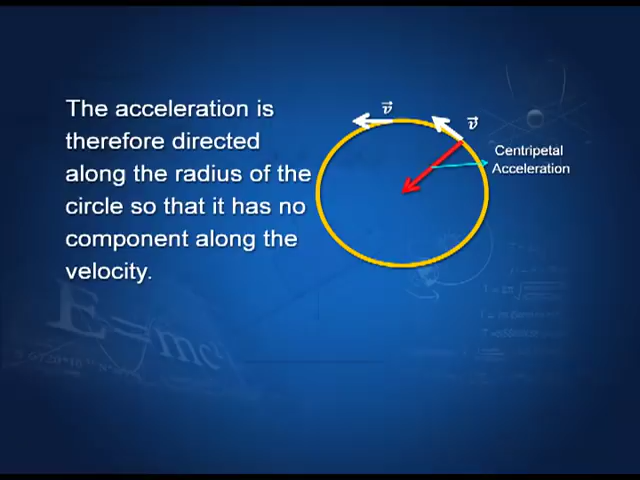 The acceleration is
therefore directed
along the radius of the
circle so that it has no
component along the
velocity.
v⃗
v⃗
Centripetal
Acceleration
E=mc²